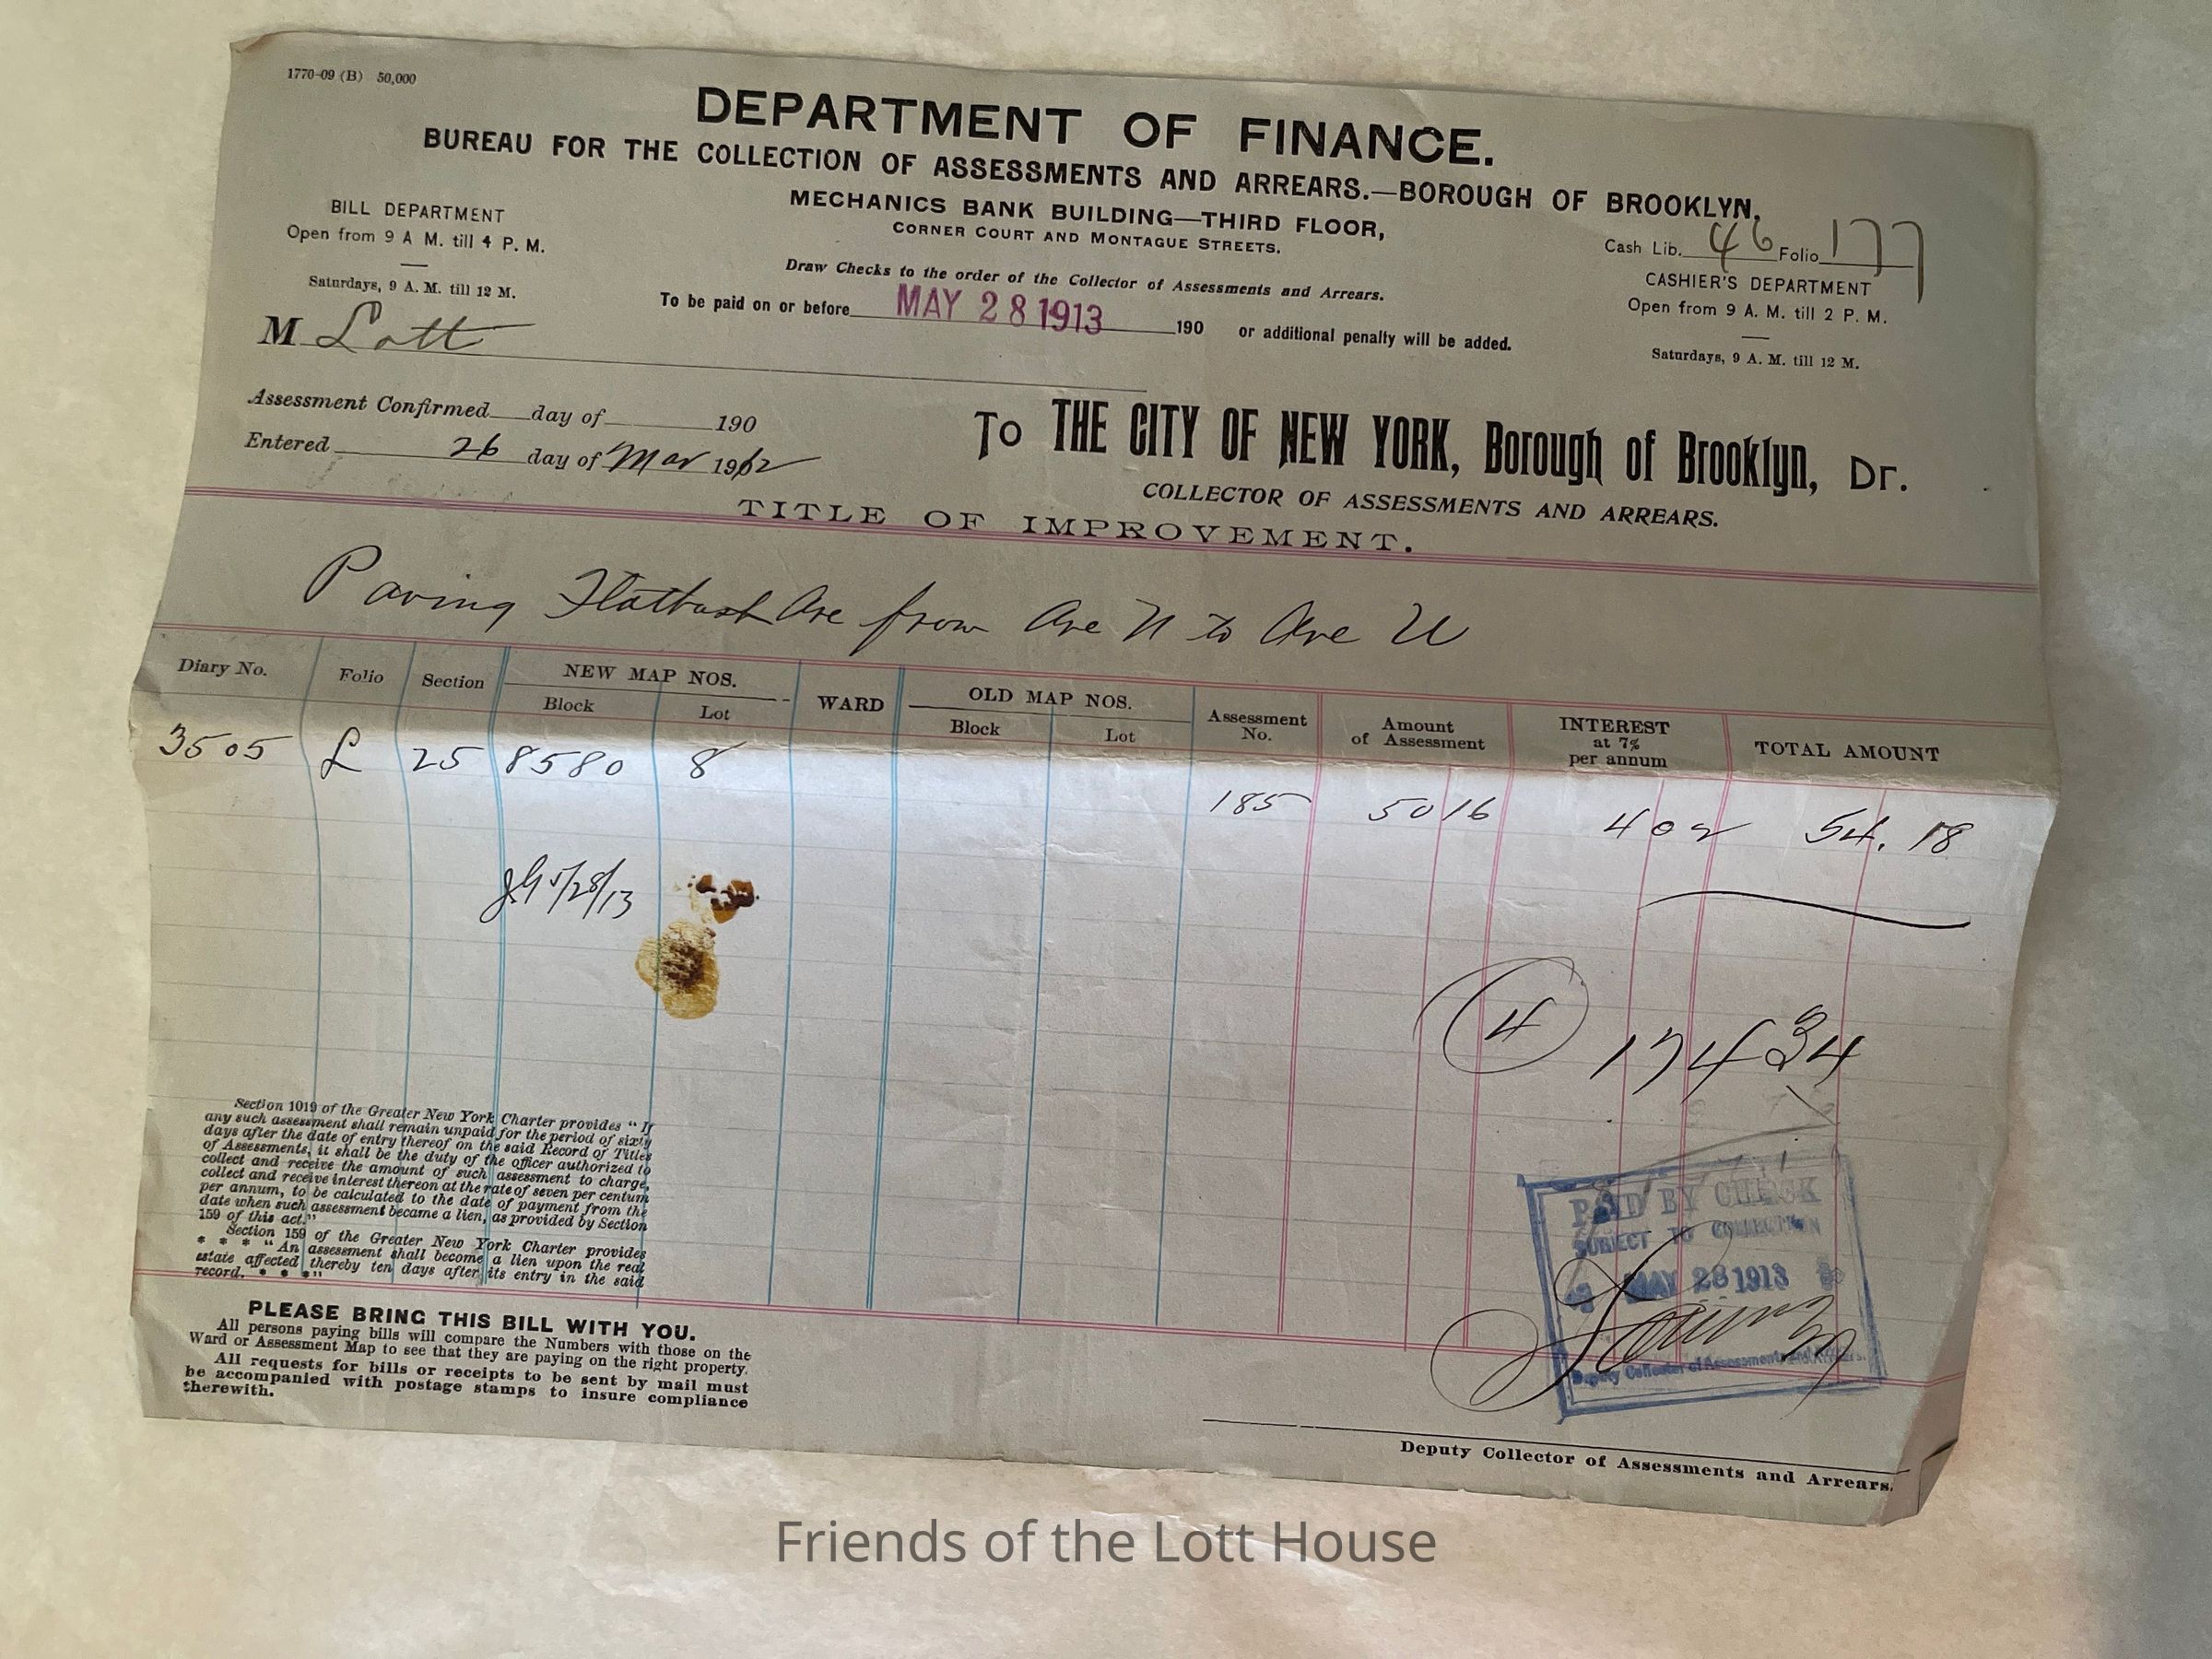 1770-09 (B) 50,000
DEPARTMENT OF FINANCE.
BUREAU FOR THE COLLECTION OF ASSESSMENTS AND ARREARS.—BOROUGH OF BROOKLYN.
MECHANICS BANK BUILDING—THIRD FLOOR,
CORNER COURT AND MONTAGUE STREETS.
BILL DEPARTMENT
Open from 9 A M. till 4 P. M.
Saturdays, 9 A. M. till 12 M.
Cash Lib. 46 Folio 177
CASHIER'S DEPARTMENT
Open from 9 A. M. till 2 P. M.
Saturdays, 9 A. M. till 12 M.
Draw Checks to the order of the Collector of Assessments and Arrears.
To be paid on or before MAY 28 1913 190 or additional penalty will be added.
M Lott
Assessment Confirmed day of 190
Entered 26 day of Mar 1912
To THE CITY OF NEW YORK, Borough of Brooklyn, Dr.
COLLECTOR OF ASSESSMENTS AND ARREARS.
TITLE OF IMPROVEMENT.
Paving Flatbush Ave from Ave N to Ave U
Diary No. Folio Section NEW MAP NOS. Block Lot WARD OLD MAP NOS. Block Lot Assessment No. Amount of Assessment INTEREST at 7% per annum TOTAL AMOUNT
3505 L 25 8580 8 185 50 16 4 02 54.18
5/28/13
4 174 34
Section 1019 of the Greater New York Charter provides "If
any such assessment shall remain unpaid for the period of sixty
days after the date of entry thereof on the said Record of Titles
of Assessments, it shall be the duty of the officer authorized to
collect and receive the amount of such assessment to charge,
collect and receive interest thereon at the rate of seven per centum
per annum, to be calculated to the date of payment from the
date when such assessment became a lien, as provided by Section
159 of this act."
Section 159 of the Greater New York Charter provides
* * * "An assessment shall become a lien upon the real
estate affected thereby ten days after its entry in the said
record. * * *"
PAID BY CHECK
SUBJECT TO COLLECTION
MAY 28 1913
Deputy Collector of Assessments and Arrears.
PLEASE BRING THIS BILL WITH YOU.
All persons paying bills will compare the Numbers with those on the
Ward or Assessment Map to see that they are paying on the right property.
All requests for bills or receipts to be sent by mail must
be accompanied with postage stamps to insure compliance
therewith.
Deputy Collector of Assessments and Arrears.
Friends of the Lott House